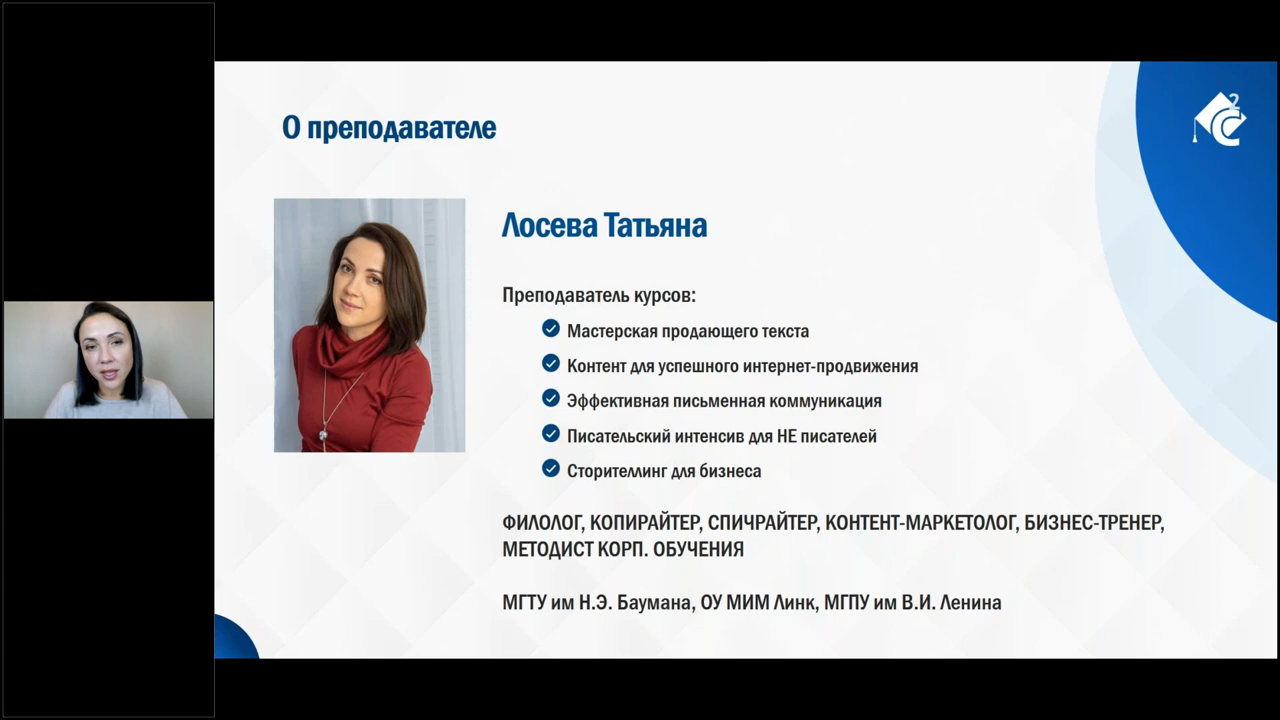 О преподавателе
Лосева Татьяна
Преподаватель курсов:
Мастерская продающего текста
Контент для успешного интернет-продвижения
Эффективная письменная коммуникация
Писательский интенсив для НЕ писателей
Сторителлинг для бизнеса
ФИЛОЛОГ, КОПИРАЙТЕР, СПИЧРАЙТЕР, КОНТЕНТ-МАРКЕТОЛОГ, БИЗНЕС-ТРЕНЕР,
МЕТОДИСТ КОРП. ОБУЧЕНИЯ
МГТУ им Н.Э. Баумана, ОУ МИМ Линк, МГПУ им В.И. Ленина